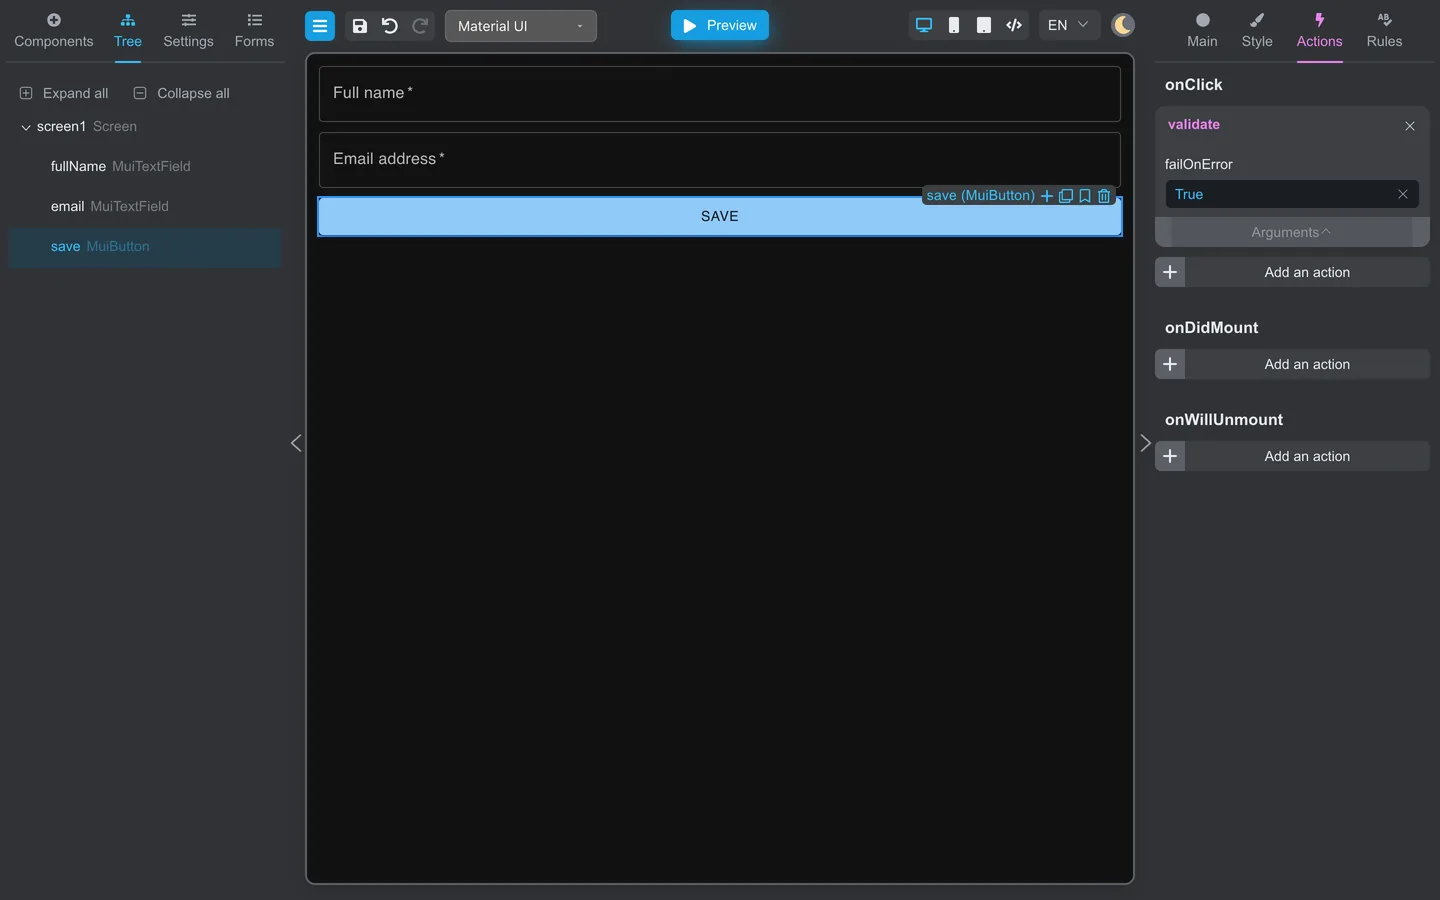 Components
Tree
Settings
Forms
Material UI
Preview
EN
Main
Style
Actions
AB
Rules
Expand all
Collapse all
screen1 Screen
fullName MuiTextField
email MuiTextField
save MuiButton
Full name *
Email address *
save (MuiButton)
SAVE
onClick
validate
failOnError
True
Arguments
Add an action
onDidMount
Add an action
onWillUnmount
Add an action